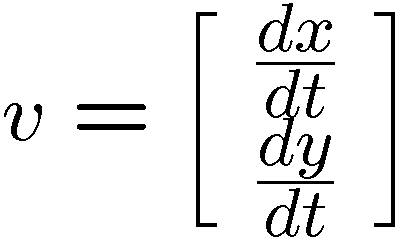 v = [ dx/dt
dy/dt ]